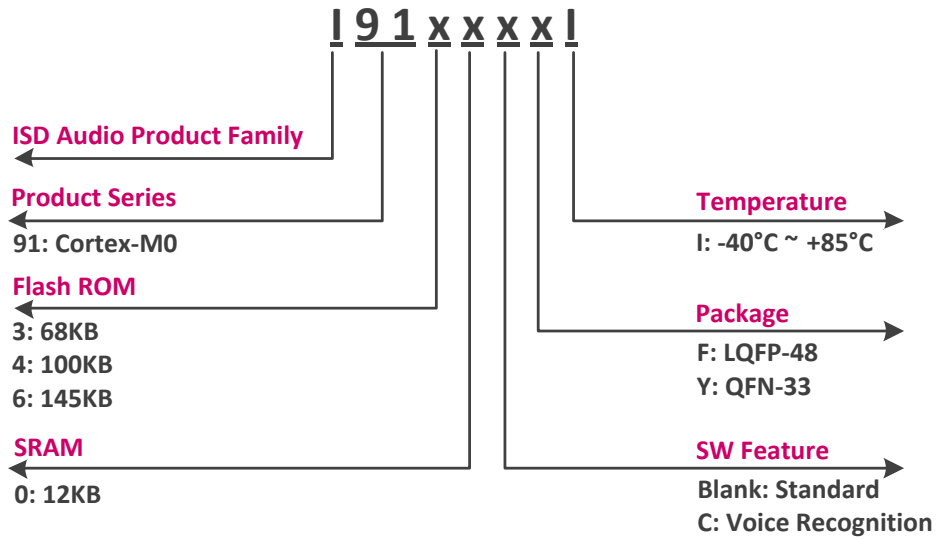 I 9 1 x x x x I
ISD Audio Product Family
Product Series
91: Cortex-M0
Flash ROM
3: 68KB
4: 100KB
6: 145KB
SRAM
0: 12KB
Temperature
I: -40°C ~ +85°C
Package
F: LQFP-48
Y: QFN-33
SW Feature
Blank: Standard
C: Voice Recognition